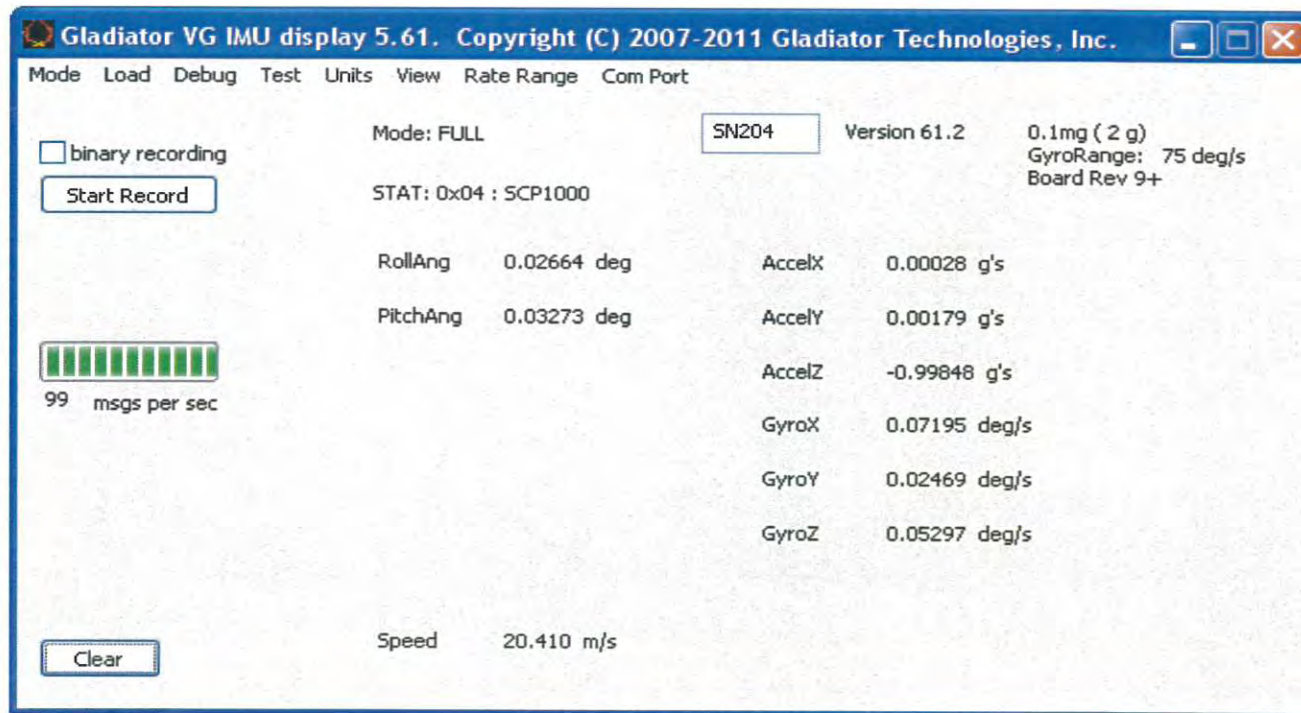 Gladiator VG IMU display 5.61. Copyright (C) 2007-2011 Gladiator Technologies, Inc.
Mode Load Debug Test Units View Rate Range Com Port
binary recording
Start Record
Mode: FULL
SN204
Version 61.2
0.1mg ( 2 g)
GyroRange: 75 deg/s
Board Rev 9+
STAT: 0x04 : SCP1000
RollAng 0.02664 deg
PitchAng 0.03273 deg
AccelX 0.00028 g's
AccelY 0.00179 g's
AccelZ -0.99848 g's
GyroX 0.07195 deg/s
GyroY 0.02469 deg/s
GyroZ 0.05297 deg/s
99 msgs per sec
Speed 20.410 m/s
Clear